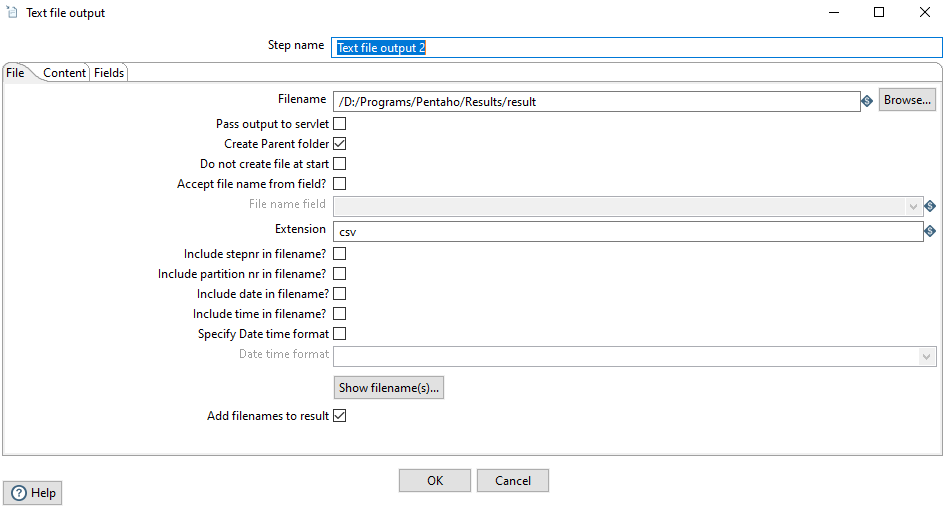 Text file output
Step name Text file output 2
File Content Fields
Filename /D:/Programs/Pentaho/Results/result S Browse...
Pass output to servlet
Create Parent folder
Do not create file at start
Accept file name from field?
File name field S
Extension csv S
Include stepnr in filename?
Include partition nr in filename?
Include date in filename?
Include time in filename?
Specify Date time format
Date time format
Show filename(s)...
Add filenames to result
OK Cancel
? Help